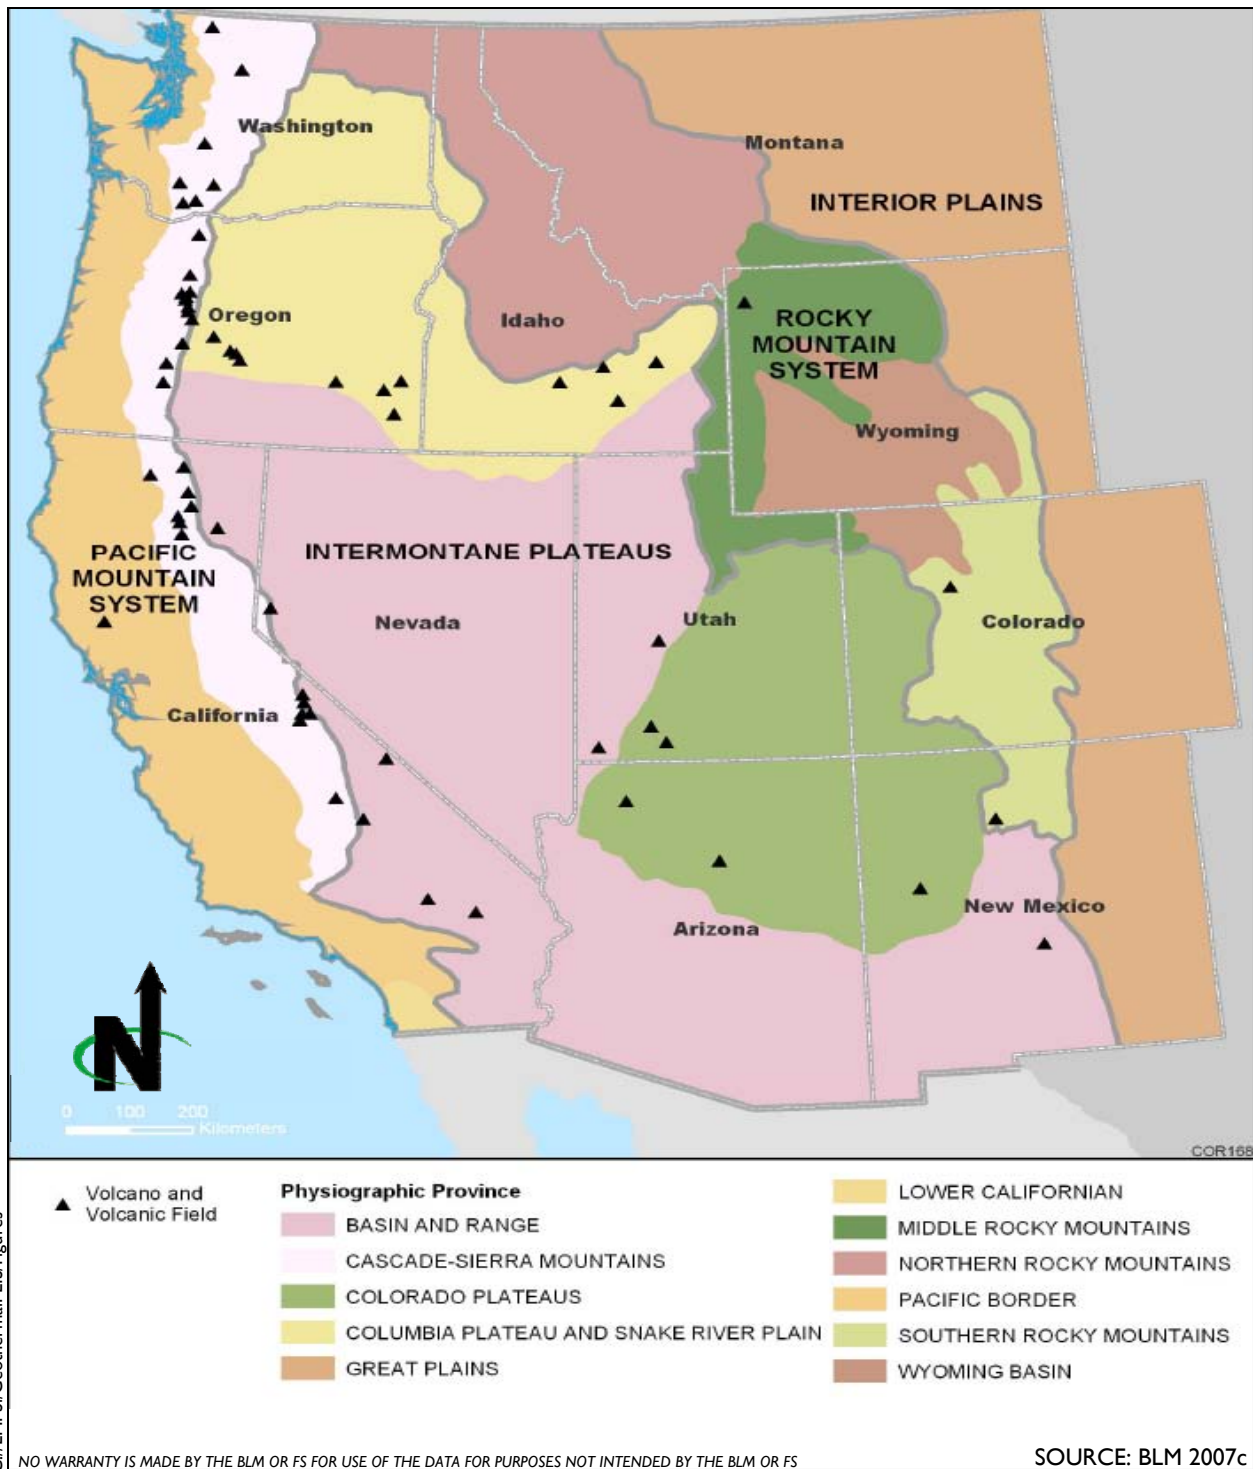 Washington
Montana
INTERIOR PLAINS
Oregon
Idaho
ROCKY
MOUNTAIN
SYSTEM
Wyoming
PACIFIC
MOUNTAIN
SYSTEM
INTERMONTANE PLATEAUS
Nevada
Utah
Colorado
California
Arizona
New Mexico
N
0 100 200
Kilometers
COR168
Volcano and
Volcanic Field
Physiographic Province
BASIN AND RANGE
CASCADE-SIERRA MOUNTAINS
COLORADO PLATEAUS
COLUMBIA PLATEAU AND SNAKE RIVER PLAIN
GREAT PLAINS
LOWER CALIFORNIAN
MIDDLE ROCKY MOUNTAINS
NORTHERN ROCKY MOUNTAINS
PACIFIC BORDER
SOUTHERN ROCKY MOUNTAINS
WYOMING BASIN
NO WARRANTY IS MADE BY THE BLM OR FS FOR USE OF THE DATA FOR PURPOSES NOT INTENDED BY THE BLM OR FS
SOURCE: BLM 2007c